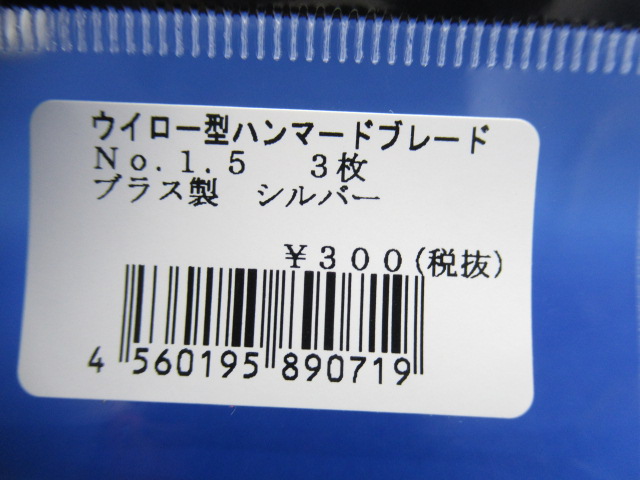 ウイロー型ハンマードブレード
Ｎｏ．１．５　３枚
ブラス製　シルバー
￥３００(税抜)
4 560195 890719